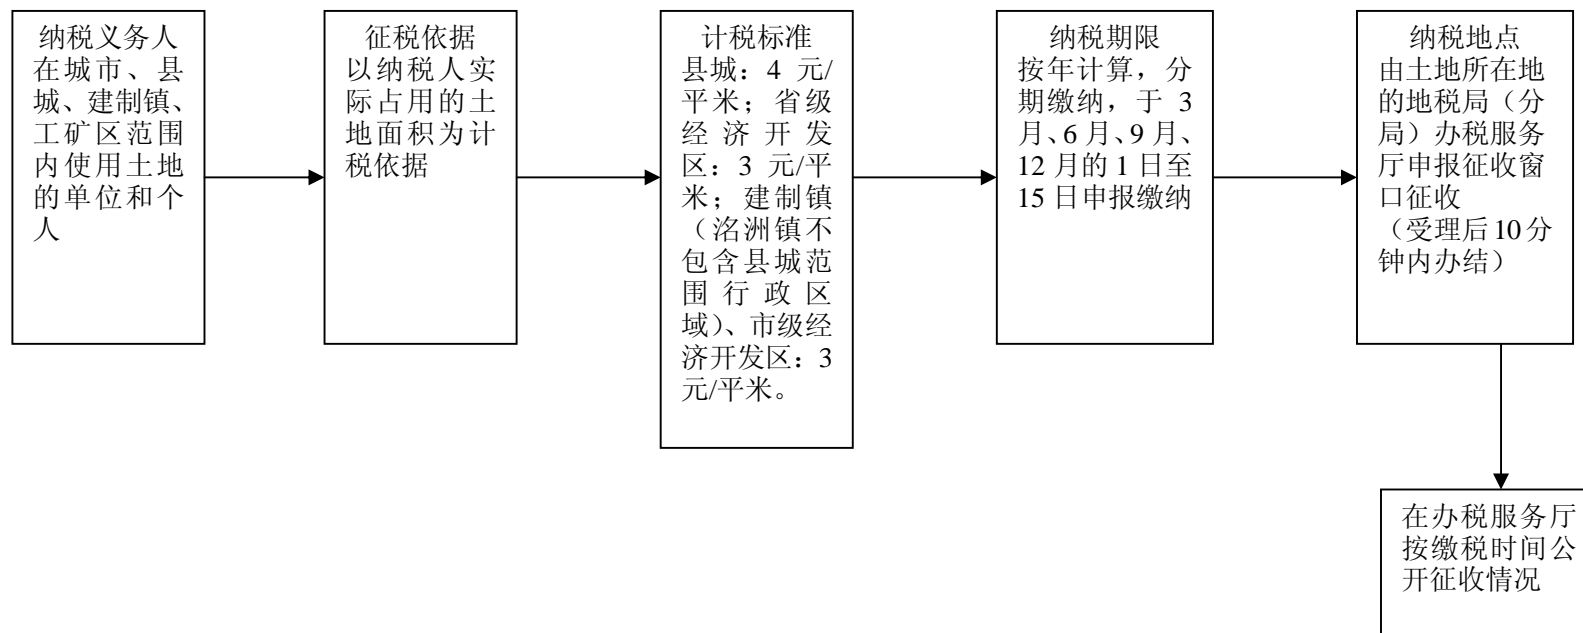 纳税义务人
在城市、县
城、建制镇、
工矿区范围
内使用土地
的单位和个
人
征税依据
以纳税人实
际占用的土
地面积为计
税依据
计税标准
县城：4 元/
平米；省级
经济开发
区：3 元/平
米；建制镇
（洺洲镇不
包含县城范
围行政区
域）、市级经
济开发区：3
元/平米。
纳税期限
按年计算，分
期缴纳，于 3
月、6 月、9 月、
12 月的 1 日至
15 日申报缴纳
纳税地点
由土地所在地
的地税局（分
局）办税服务
厅申报征收窗
口征收
（受理后 10 分
钟内办结）
在办税服务厅
按缴税时间公
开征收情况